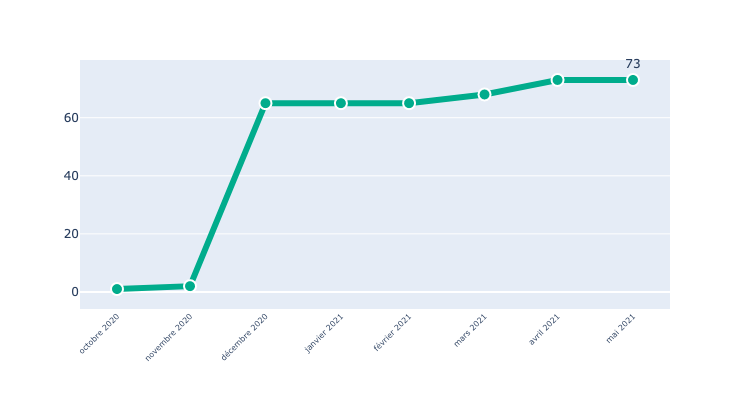 73
60
40
20
0
octobre 2020
novembre 2020
décembre 2020
janvier 2021
février 2021
mars 2021
avril 2021
mai 2021